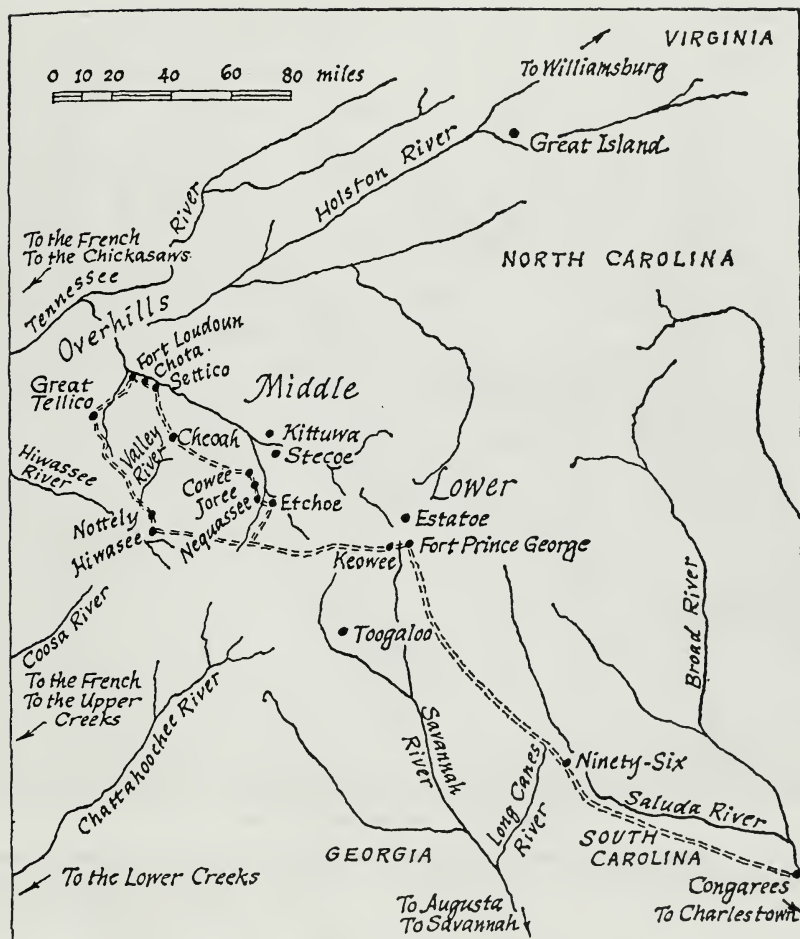 VIRGINIA
To Williamsburg
0 10 20 40 60 80 miles
Great Island
Holston River
River
Tennessee
To the French
To the Chickasaws
NORTH CAROLINA
Overhills
Fort Loudoun
Chota.
Settico
Great
Tellico
Middle
Kittuwa
Stecoe
Cheoah
Valley
River
Hiwassee
River
Cowee
Joree
Nequassee
Etchoe
Lower
Estatoe
Nottely
Hiwasee
Keowee
Fort Prince George
Toogaloo
Coosa River
To the French
To the Upper
Creeks
Chattahoochee River
Broad River
Savannah
River
Long Canes
River
Ninety-Six
Saluda River
SOUTH
CAROLINA
GEORGIA
To the Lower Creeks
Congarees
To Charlestown
To Augusta
To Savannah